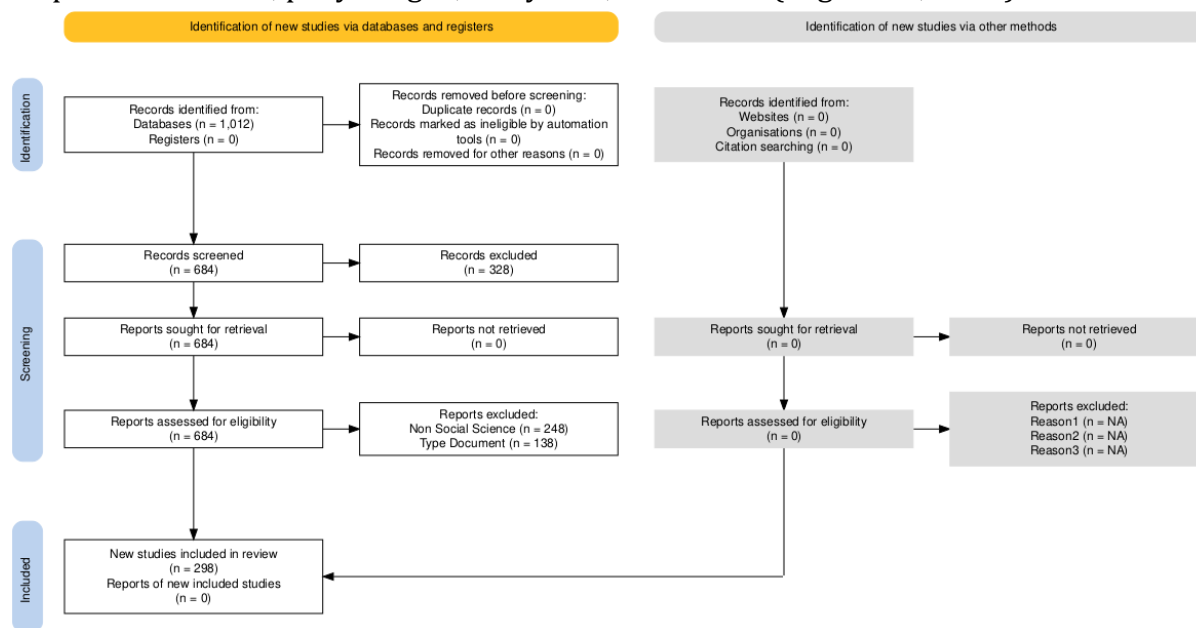 Identification of new studies via databases and registers
Identification of new studies via other methods
Identification
Records identified from:
Databases (n = 1,012)
Registers (n = 0)
Records removed before screening:
Duplicate records (n = 0)
Records marked as ineligible by automation
tools (n = 0)
Records removed for other reasons (n = 0)
Records identified from:
Websites (n = 0)
Organisations (n = 0)
Citation searching (n = 0)
Screening
Records screened
(n = 684)
Records excluded
(n = 328)
Reports sought for retrieval
(n = 684)
Reports not retrieved
(n = 0)
Reports sought for retrieval
(n = 0)
Reports not retrieved
(n = 0)
Reports assessed for eligibility
(n = 684)
Reports excluded:
Non Social Science (n = 248)
Type Document (n = 138)
Reports assessed for eligibility
(n = 0)
Reports excluded:
Reason1 (n = NA)
Reason2 (n = NA)
Reason3 (n = NA)
Included
New studies included in review
(n = 298)
Reports of new included studies
(n = 0)